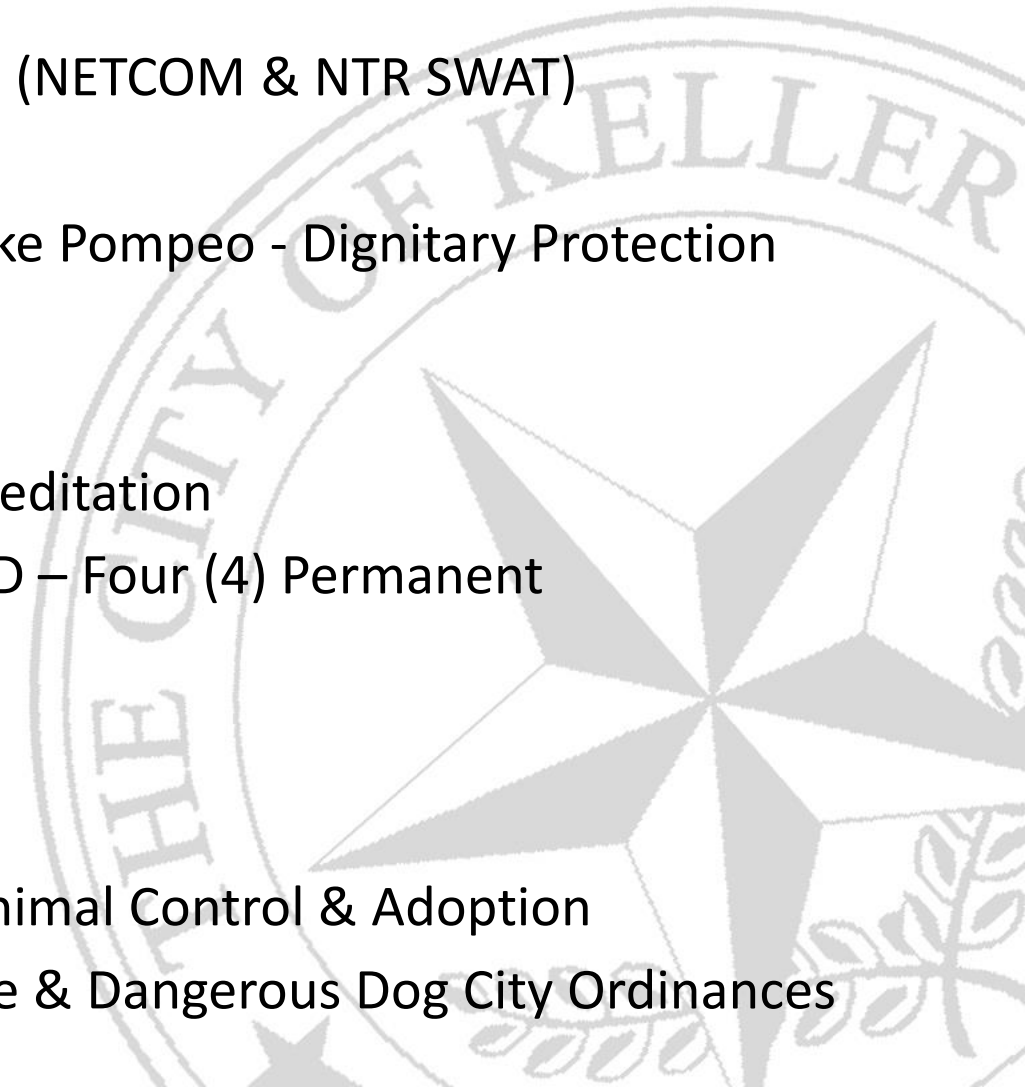 (NETCOM & NTR SWAT)
THE CITY OF KELLER
ke Pompeo - Dignitary Protection
editation
D – Four (4) Permanent
nimal Control & Adoption
e & Dangerous Dog City Ordinances